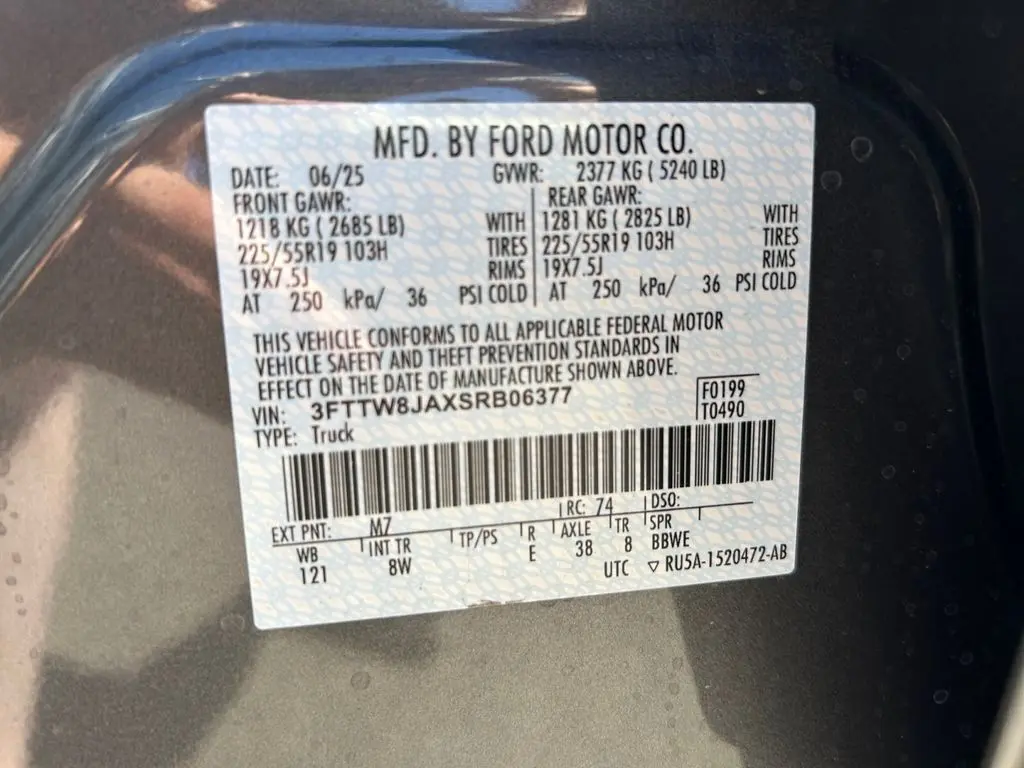 MFD. BY FORD MOTOR CO.
DATE: 06/25 GVWR: 2377 KG ( 5240 LB)
FRONT GAWR: REAR GAWR:
1218 KG ( 2685 LB) WITH 1281 KG ( 2825 LB) WITH
225/55R19 103H TIRES 225/55R19 103H TIRES
19X7.5J RIMS 19X7.5J RIMS
AT 250 kPa/ 36 PSI COLD AT 250 kPa/ 36 PSI COLD
THIS VEHICLE CONFORMS TO ALL APPLICABLE FEDERAL MOTOR
VEHICLE SAFETY AND THEFT PREVENTION STANDARDS IN
EFFECT ON THE DATE OF MANUFACTURE SHOWN ABOVE.
VIN: 3FTTW8JAXSRB06377 F0199
TYPE: Truck T0490
EXT PNT: M7 RC: 74 DSO:
WB INT TR TP/PS R AXLE TR SPR
121 8W E 38 8 BBWE
UTC ▽ RU5A-1520472-AB